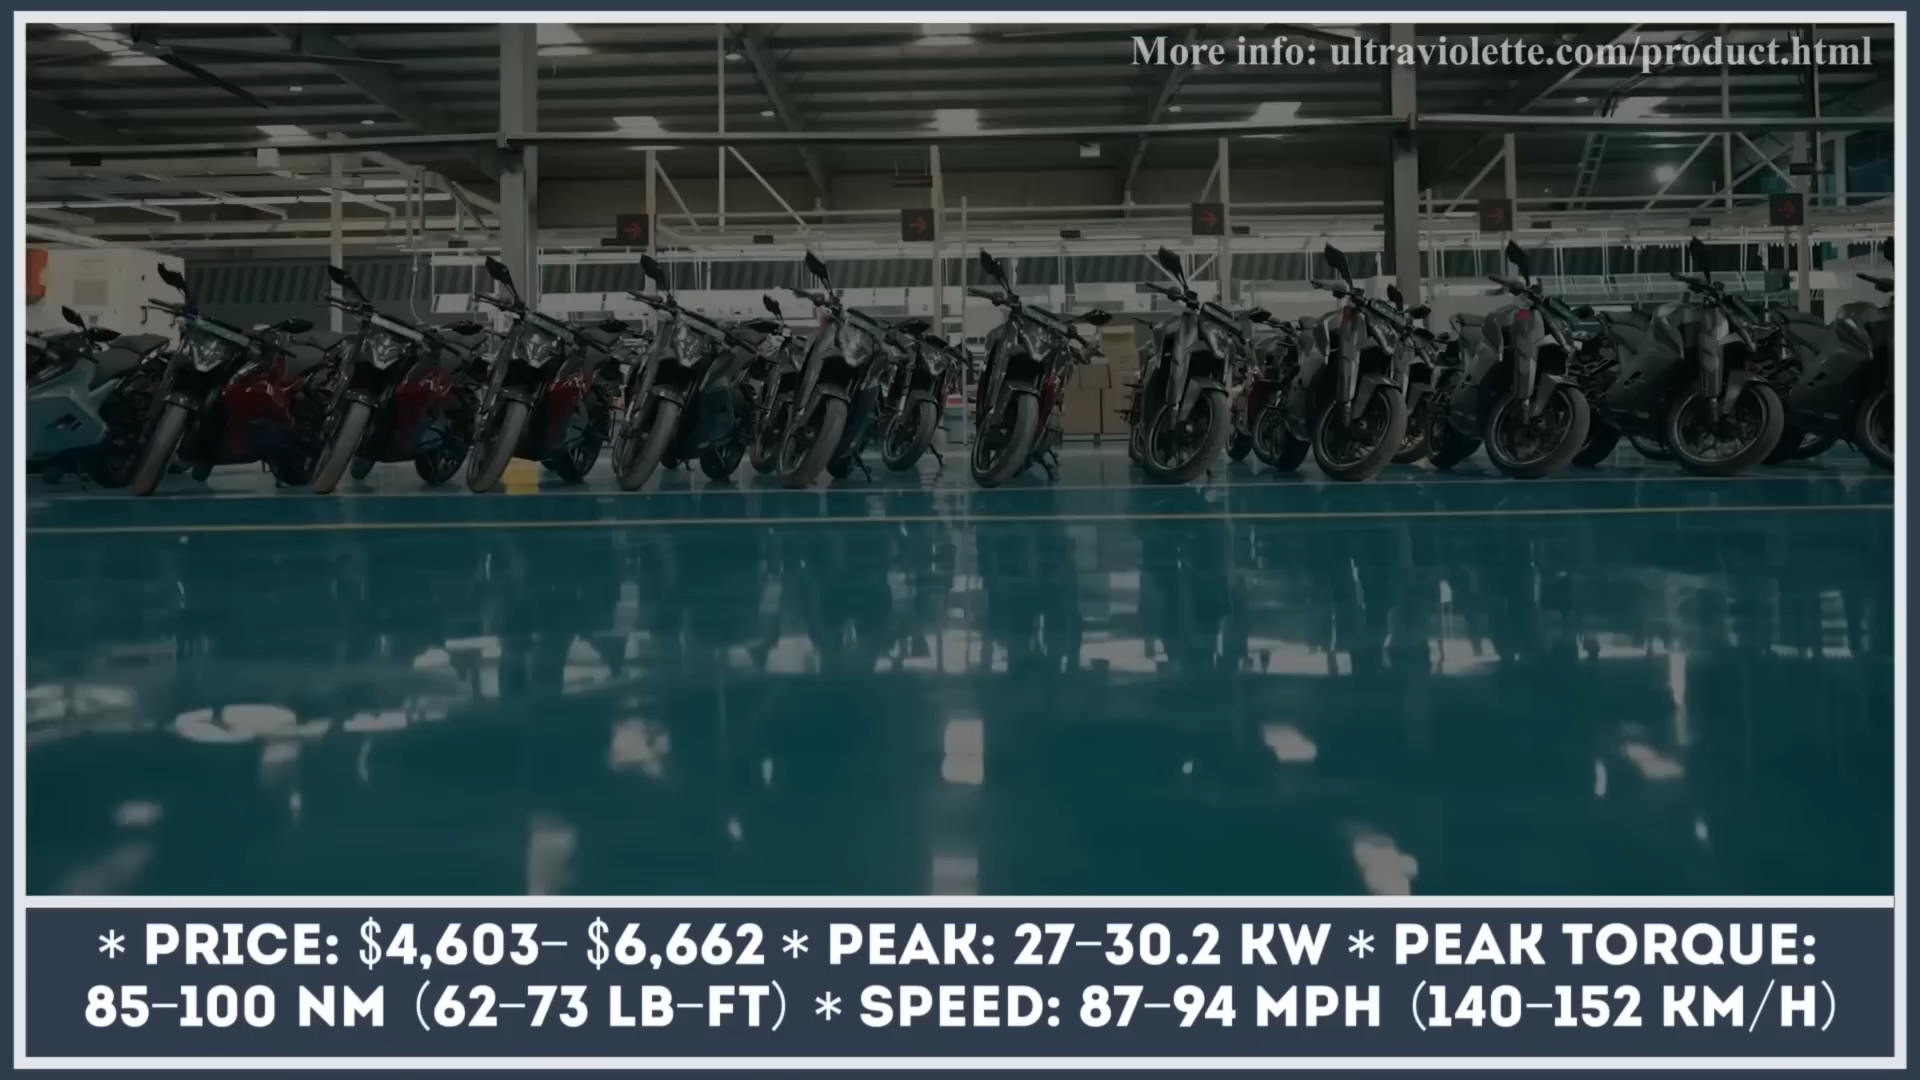 More info: ultraviolette.com/product.html
* PRICE: $4,603– $6,662 * PEAK: 27–30.2 KW * PEAK TORQUE:
85–100 NM (62–73 LB–FT) * SPEED: 87–94 MPH (140–152 KM/H)